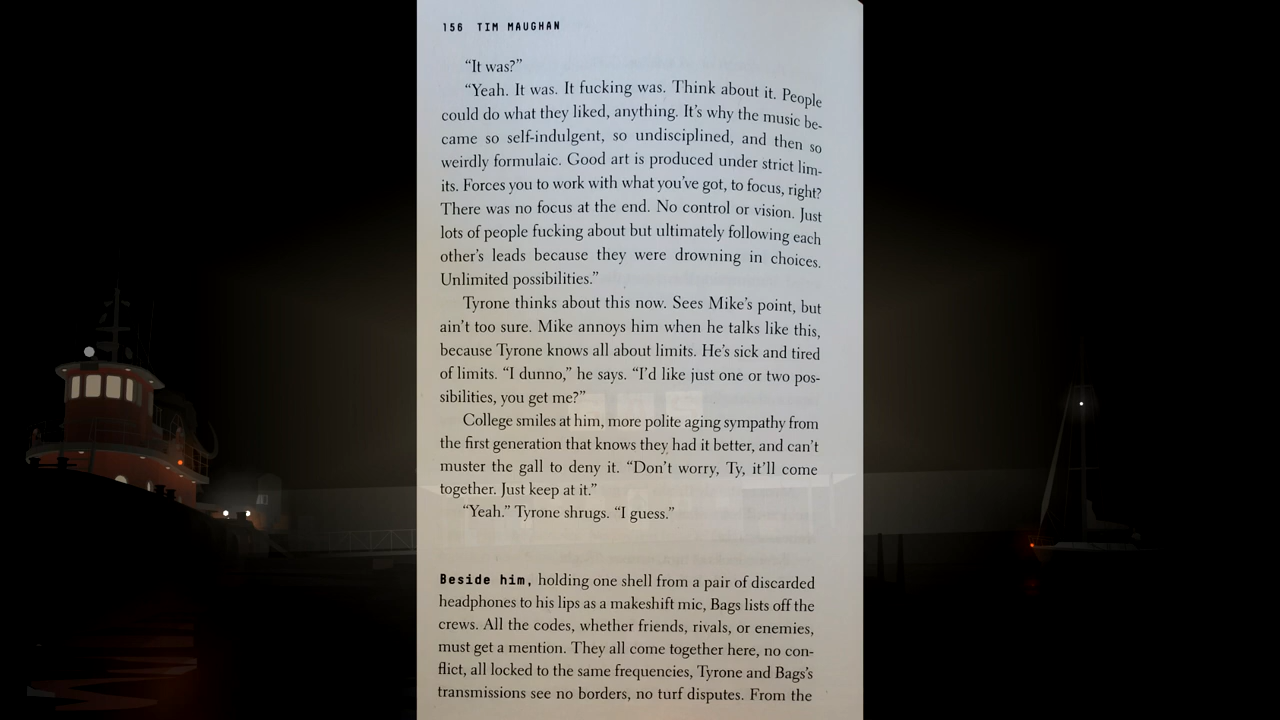 156 TIM MAUGHAN
“It was?”
“Yeah. It was. It fucking was. Think about it. People
could do what they liked, anything. It’s why the music be-
came so self-indulgent, so undisciplined, and then so
weirdly formulaic. Good art is produced under strict lim-
its. Forces you to work with what you’ve got, to focus, right?
There was no focus at the end. No control or vision. Just
lots of people fucking about but ultimately following each
other’s leads because they were drowning in choices.
Unlimited possibilities.”
Tyrone thinks about this now. Sees Mike’s point, but
ain’t too sure. Mike annoys him when he talks like this,
because Tyrone knows all about limits. He’s sick and tired
of limits. “I dunno,” he says. “I’d like just one or two pos-
sibilities, you get me?”
College smiles at him, more polite aging sympathy from
the first generation that knows they had it better, and can’t
muster the gall to deny it. “Don’t worry, Ty, it’ll come
together. Just keep at it.”
“Yeah.” Tyrone shrugs. “I guess.”
Beside him, holding one shell from a pair of discarded
headphones to his lips as a makeshift mic, Bags lists off the
crews. All the codes, whether friends, rivals, or enemies,
must get a mention. They all come together here, no con-
flict, all locked to the same frequencies, Tyrone and Bags’s
transmissions see no borders, no turf disputes. From the